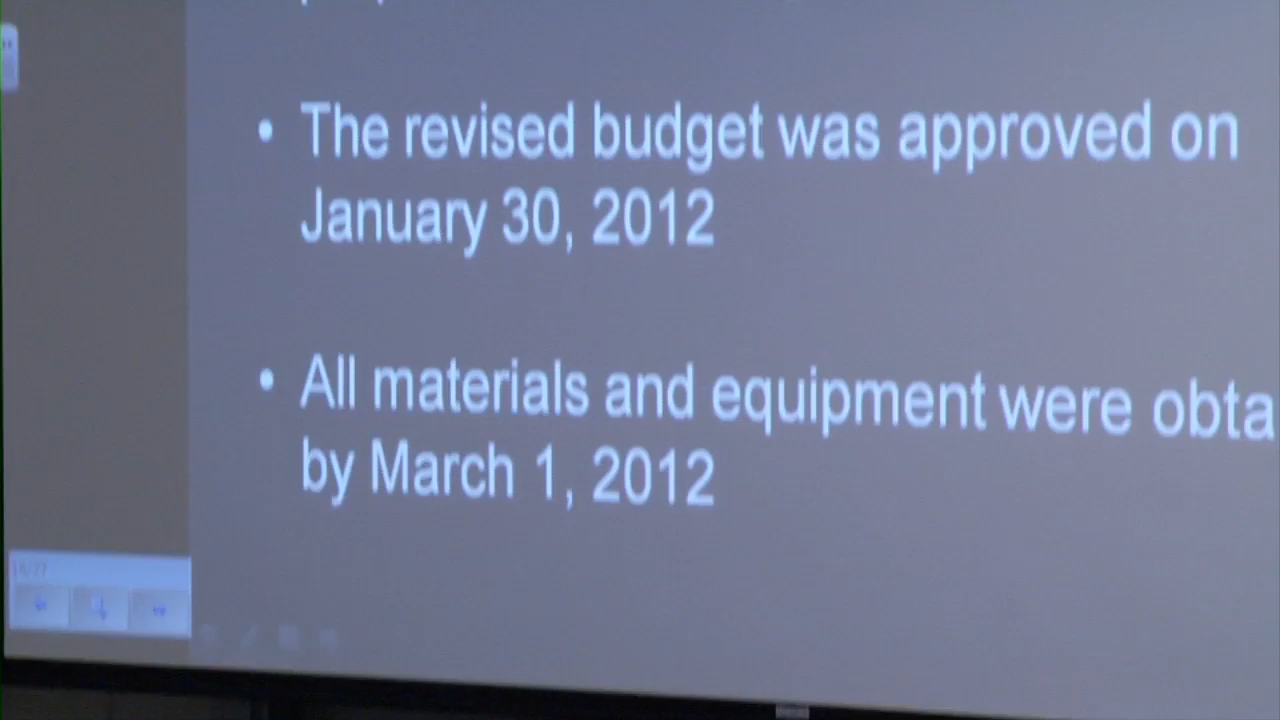 • The revised budget was approved on
January 30, 2012
• All materials and equipment were obta
by March 1, 2012